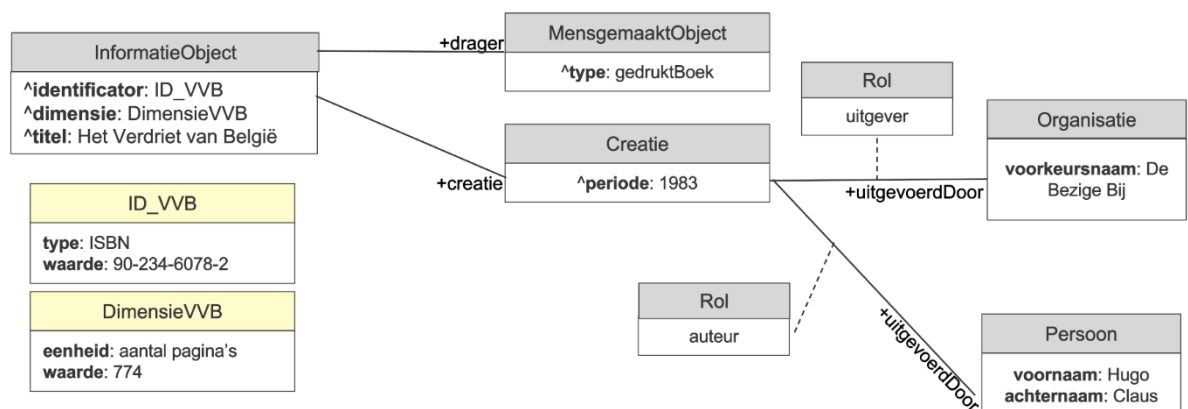 InformatieObject
^identificator: ID_VVB
^dimensie: DimensieVVB
^titel: Het Verdriet van België
+drager
MensgemaaktObject
^type: gedruktBoek
+creatie
Creatie
^periode: 1983
Rol
uitgever
+uitgevoerdDoor
Organisatie
voorkeursnaam: De
Bezige Bij
ID_VVB
type: ISBN
waarde: 90-234-6078-2
DimensieVVB
eenheid: aantal pagina's
waarde: 774
Rol
auteur
+uitgevoerdDoor
Persoon
voornaam: Hugo
achternaam: Claus